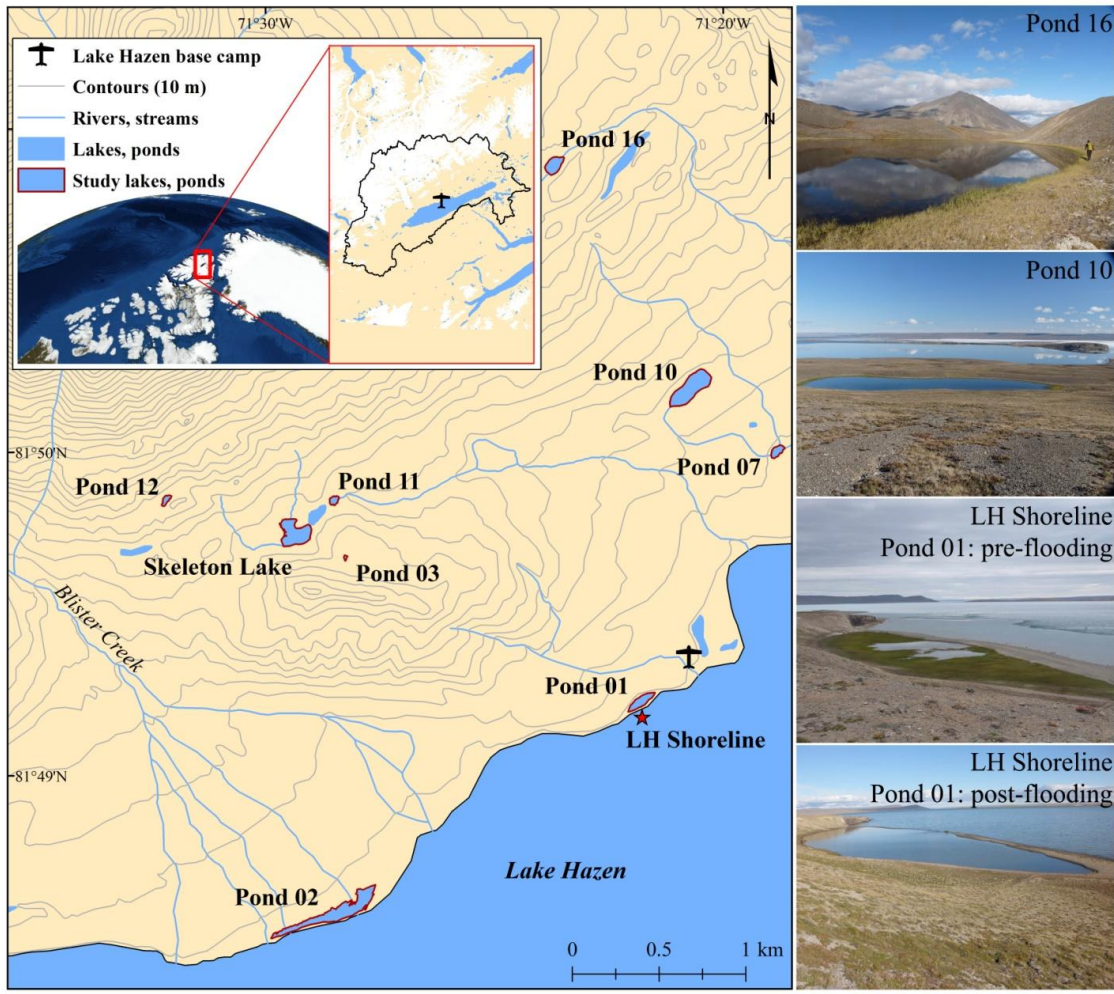 71°30'W
71°20'W
Lake Hazen base camp
Contours (10 m)
Rivers, streams
Lakes, ponds
Study lakes, ponds
N
Pond 16
Pond 10
81°50'N
Pond 07
Pond 12
Pond 11
Skeleton Lake
Pond 03
Blister Creek
Pond 01
LH Shoreline
81°49'N
Lake Hazen
Pond 02
0 0.5 1 km
Pond 16
Pond 10
LH Shoreline
Pond 01: pre-flooding
LH Shoreline
Pond 01: post-flooding